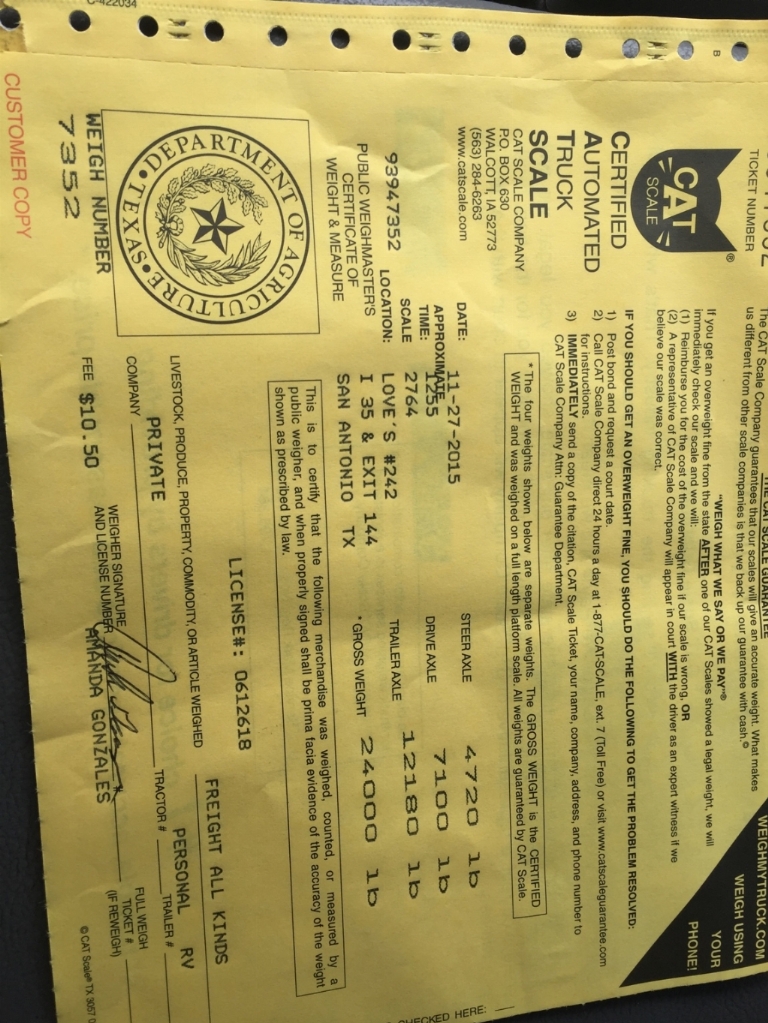 THE CAT SCALE GUARANTEE
The CAT Scale Company guarantees that our scales will give an accurate weight. What makes
us different from other scale companies is that we back up our guarantee with cash.®
"WEIGH WHAT WE SAY OR WE PAY"®
If you get an overweight fine from the state AFTER one of our CAT Scales showed a legal weight, we will
immediately check our scale and we will:
(1) Reimburse you for the cost of the overweight fine if our scale is wrong, OR
(2) A representative of CAT Scale Company will appear in court WITH the driver as an expert witness if we
believe our scale was correct.
IF YOU SHOULD GET AN OVERWEIGHT FINE, YOU SHOULD DO THE FOLLOWING TO GET THE PROBLEM RESOLVED:
1) Post bond and request a court date.
2) Call CAT Scale Company direct 24 hours a day at 1-877-CAT-SCALE, ext. 7 (Toll Free) or visit www.catscaleguarantee.com
for instructions.
3) IMMEDIATELY send a copy of the citation, CAT Scale Ticket, your name, company, address, and phone number to
CAT Scale Company Attn: Guarantee Department.
WEIGHMYTRUCK.COM
WEIGH USING
YOUR
PHONE!
TICKET NUMBER
B
CAT
SCALE
®
CERTIFIED
AUTOMATED
TRUCK
SCALE
CAT SCALE COMPANY
P.O. BOX 630
WALCOTT, IA 52773
(563) 284-6263
www.catscale.com
* The four weights shown below are separate weights. The GROSS WEIGHT is the CERTIFIED
WEIGHT and was weighed on a full length platform scale. All weights are guaranteed by CAT Scale.
DATE: 11-27-2015
APPROXIMATE
TIME: 1255
SCALE 2764
93947352 LOCATION: LOVE'S #242
I 35 & EXIT 144
SAN ANTONIO TX
STEER AXLE 4720 lb
DRIVE AXLE 7100 lb
TRAILER AXLE 12180 lb
* GROSS WEIGHT 24000 lb
PUBLIC WEIGHMASTER'S
CERTIFICATE OF
WEIGHT & MEASURE
This is to certify that the following merchandise was weighed, counted, or measured by a
public weigher, and when properly signed shall be prima facia evidence of the accuracy of the weight
shown as prescribed by law.
DEPARTMENT OF AGRICULTURE
TEXAS
LICENSE#: 0612618
LIVESTOCK, PRODUCE, PROPERTY, COMMODITY, OR ARTICLE WEIGHED FREIGHT ALL KINDS
COMPANY PRIVATE TRACTOR # PERSONAL TRAILER # RV
WEIGH NUMBER
7352
FEE $10.50
WEIGHER SIGNATURE
AND LICENSE NUMBER AMANDA GONZALES
FULL WEIGH
TICKET #
(IF REWEIGH)
© CAT Scale® TX 3057
CUSTOMER COPY
C-422034
CHECKED HERE: